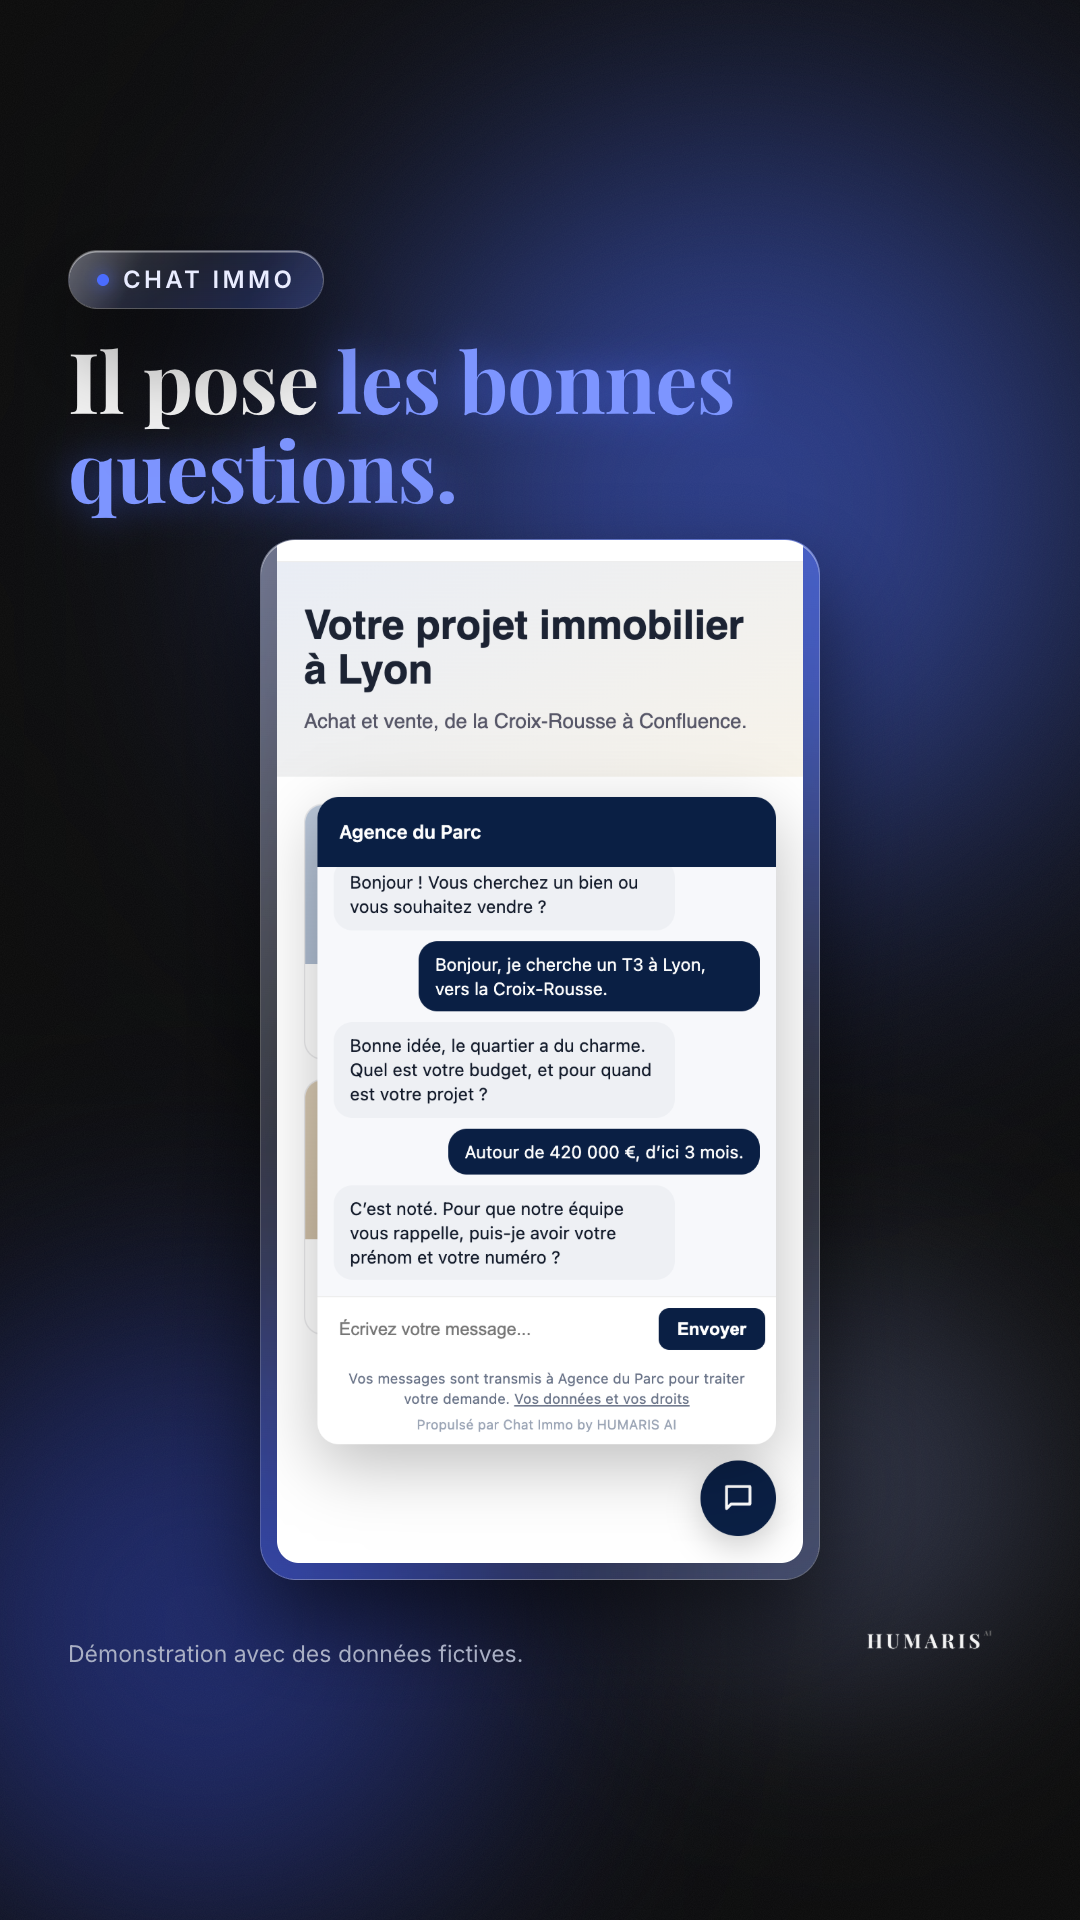 CHAT IMMO
Il pose les bonnes
questions.
Votre projet immobilier
à Lyon
Achat et vente, de la Croix-Rousse à Confluence.
Agence du Parc
Bonjour ! Vous cherchez un bien ou
vous souhaitez vendre ?
Bonjour, je cherche un T3 à Lyon,
vers la Croix-Rousse.
Bonne idée, le quartier a du charme.
Quel est votre budget, et pour quand
est votre projet ?
Autour de 420 000 €, d’ici 3 mois.
C’est noté. Pour que notre équipe
vous rappelle, puis-je avoir votre
prénom et votre numéro ?
Écrivez votre message...
Envoyer
Vos messages sont transmis à Agence du Parc pour traiter
votre demande. Vos données et vos droits
Propulsé par Chat Immo by HUMARIS AI
Démonstration avec des données fictives.
HUMARIS AI